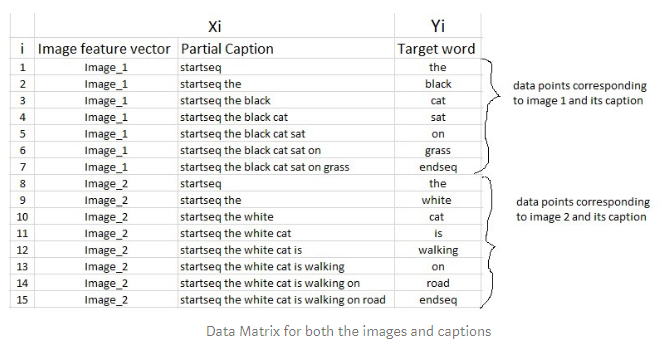 Xi Yi
i Image feature vector Partial Caption Target word
1 Image_1 startseq the
2 Image_1 startseq the black
3 Image_1 startseq the black cat
4 Image_1 startseq the black cat sat
5 Image_1 startseq the black cat sat on
6 Image_1 startseq the black cat sat on grass
7 Image_1 startseq the black cat sat on grass endseq
data points corresponding
to image 1 and its caption
8 Image_2 startseq the
9 Image_2 startseq the white
10 Image_2 startseq the white cat
11 Image_2 startseq the white cat is
12 Image_2 startseq the white cat is walking
13 Image_2 startseq the white cat is walking on
14 Image_2 startseq the white cat is walking on road
15 Image_2 startseq the white cat is walking on road endseq
data points corresponding
to image 2 and its caption
Data Matrix for both the images and captions